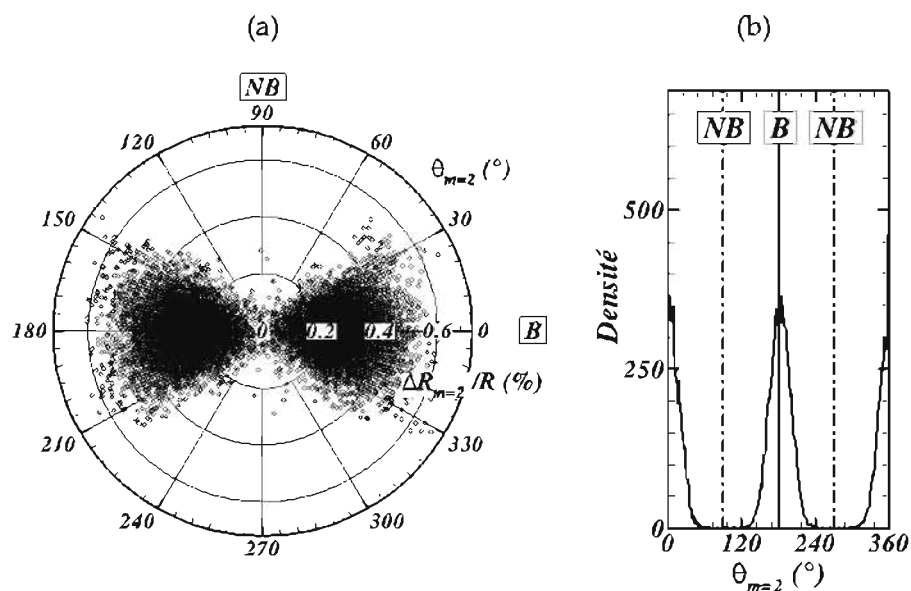 (a) (b)
NB
90
120 60
θm=2 (°)
150 30
180 0 0.2 0.4 0.6 0 B
ΔRm=2 /R (%)
210 330
240 300
270
NB B NB
Densité
500
250
0
0 120 240 360
θm=2 (°)